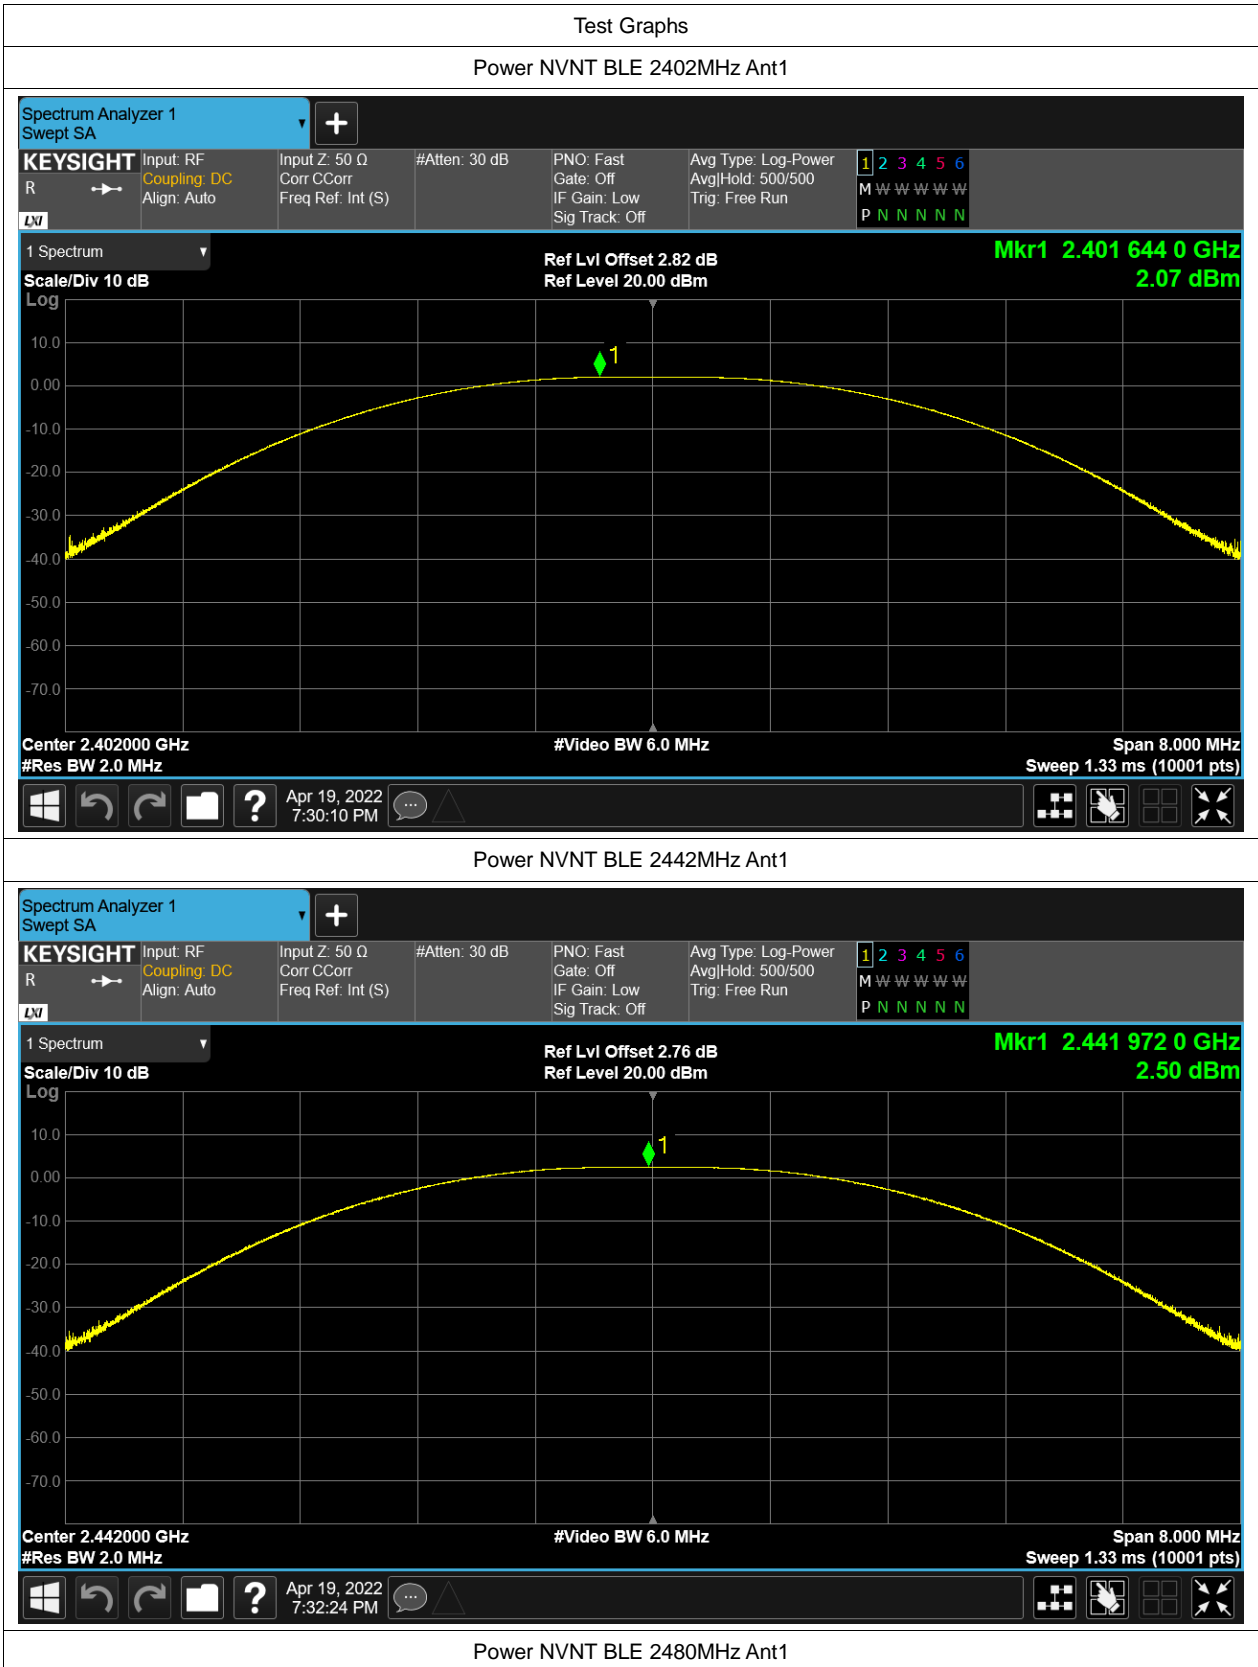 Test Graphs
Power NVNT BLE 2402MHz Ant1
Spectrum Analyzer 1
Swept SA
KEYSIGHT Input: RF Input Z: 50 Ω #Atten: 30 dB PNO: Fast Avg Type: Log-Power 1 2 3 4 5 6
R Coupling: DC Corr CCorr Gate: Off Avg|Hold: 500/500 M W W W W W
Align: Auto Freq Ref: Int (S) IF Gain: Low Trig: Free Run
LXI Sig Track: Off P N N N N N
1 Spectrum Ref Lvl Offset 2.82 dB Mkr1 2.401 644 0 GHz
Scale/Div 10 dB Ref Level 20.00 dBm 2.07 dBm
Log
10.0
1
0.00
-10.0
-20.0
-30.0
-40.0
-50.0
-60.0
-70.0
Center 2.402000 GHz #Video BW 6.0 MHz Span 8.000 MHz
#Res BW 2.0 MHz Sweep 1.33 ms (10001 pts)
? Apr 19, 2022
7:30:10 PM
Power NVNT BLE 2442MHz Ant1
Spectrum Analyzer 1
Swept SA
KEYSIGHT Input: RF Input Z: 50 Ω #Atten: 30 dB PNO: Fast Avg Type: Log-Power 1 2 3 4 5 6
R Coupling: DC Corr CCorr Gate: Off Avg|Hold: 500/500 M W W W W W
Align: Auto Freq Ref: Int (S) IF Gain: Low Trig: Free Run
LXI Sig Track: Off P N N N N N
1 Spectrum Ref Lvl Offset 2.76 dB Mkr1 2.441 972 0 GHz
Scale/Div 10 dB Ref Level 20.00 dBm 2.50 dBm
Log
10.0
1
0.00
-10.0
-20.0
-30.0
-40.0
-50.0
-60.0
-70.0
Center 2.442000 GHz #Video BW 6.0 MHz Span 8.000 MHz
#Res BW 2.0 MHz Sweep 1.33 ms (10001 pts)
? Apr 19, 2022
7:32:24 PM
Power NVNT BLE 2480MHz Ant1